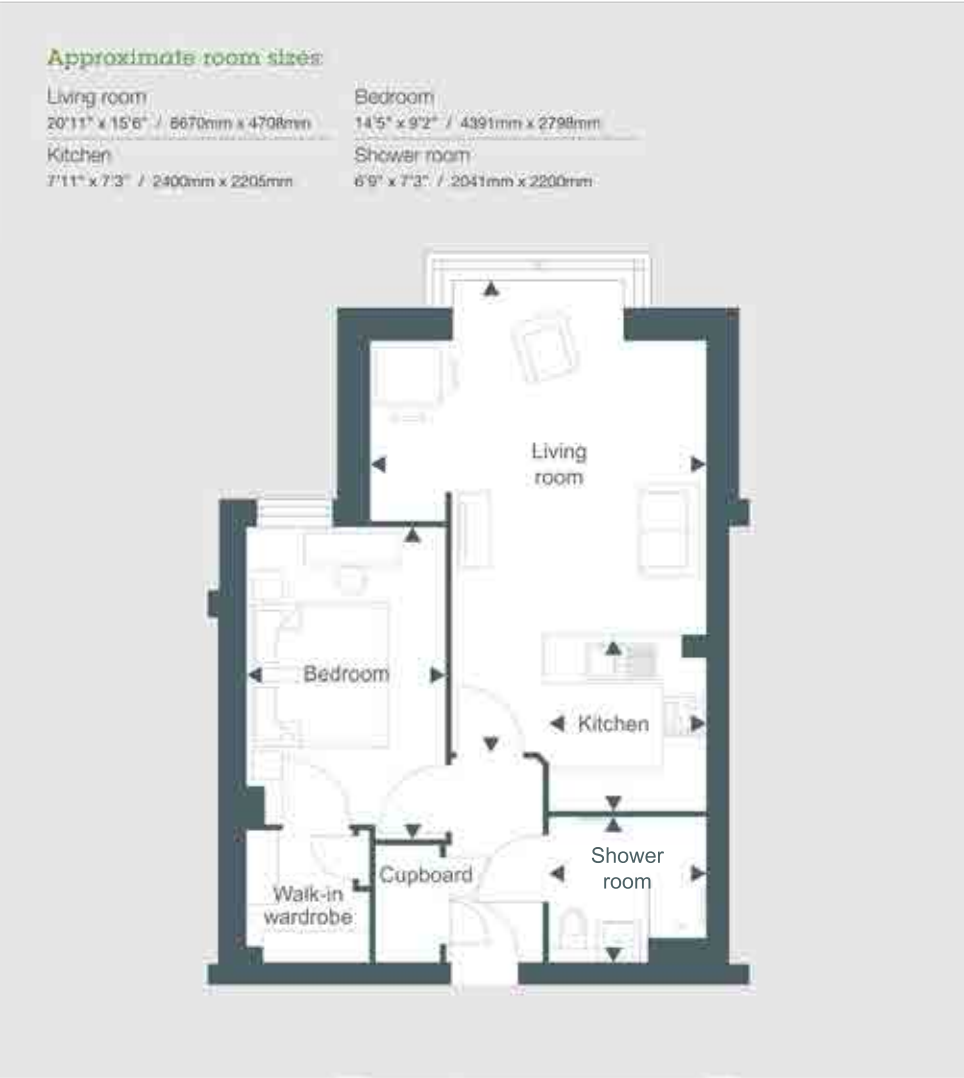 Approximate room sizes:
Living room
20'11" x 15'6" / 6670mm x 4708mm
Bedroom
14'5" x 9'2" / 4391mm x 2798mm
Kitchen
7'11" x 7'3" / 2400mm x 2205mm
Shower room
6'9" x 7'3" / 2041mm x 2200mm
Living
room
Bedroom
Kitchen
Shower
room
Cupboard
Walk-in
wardrobe